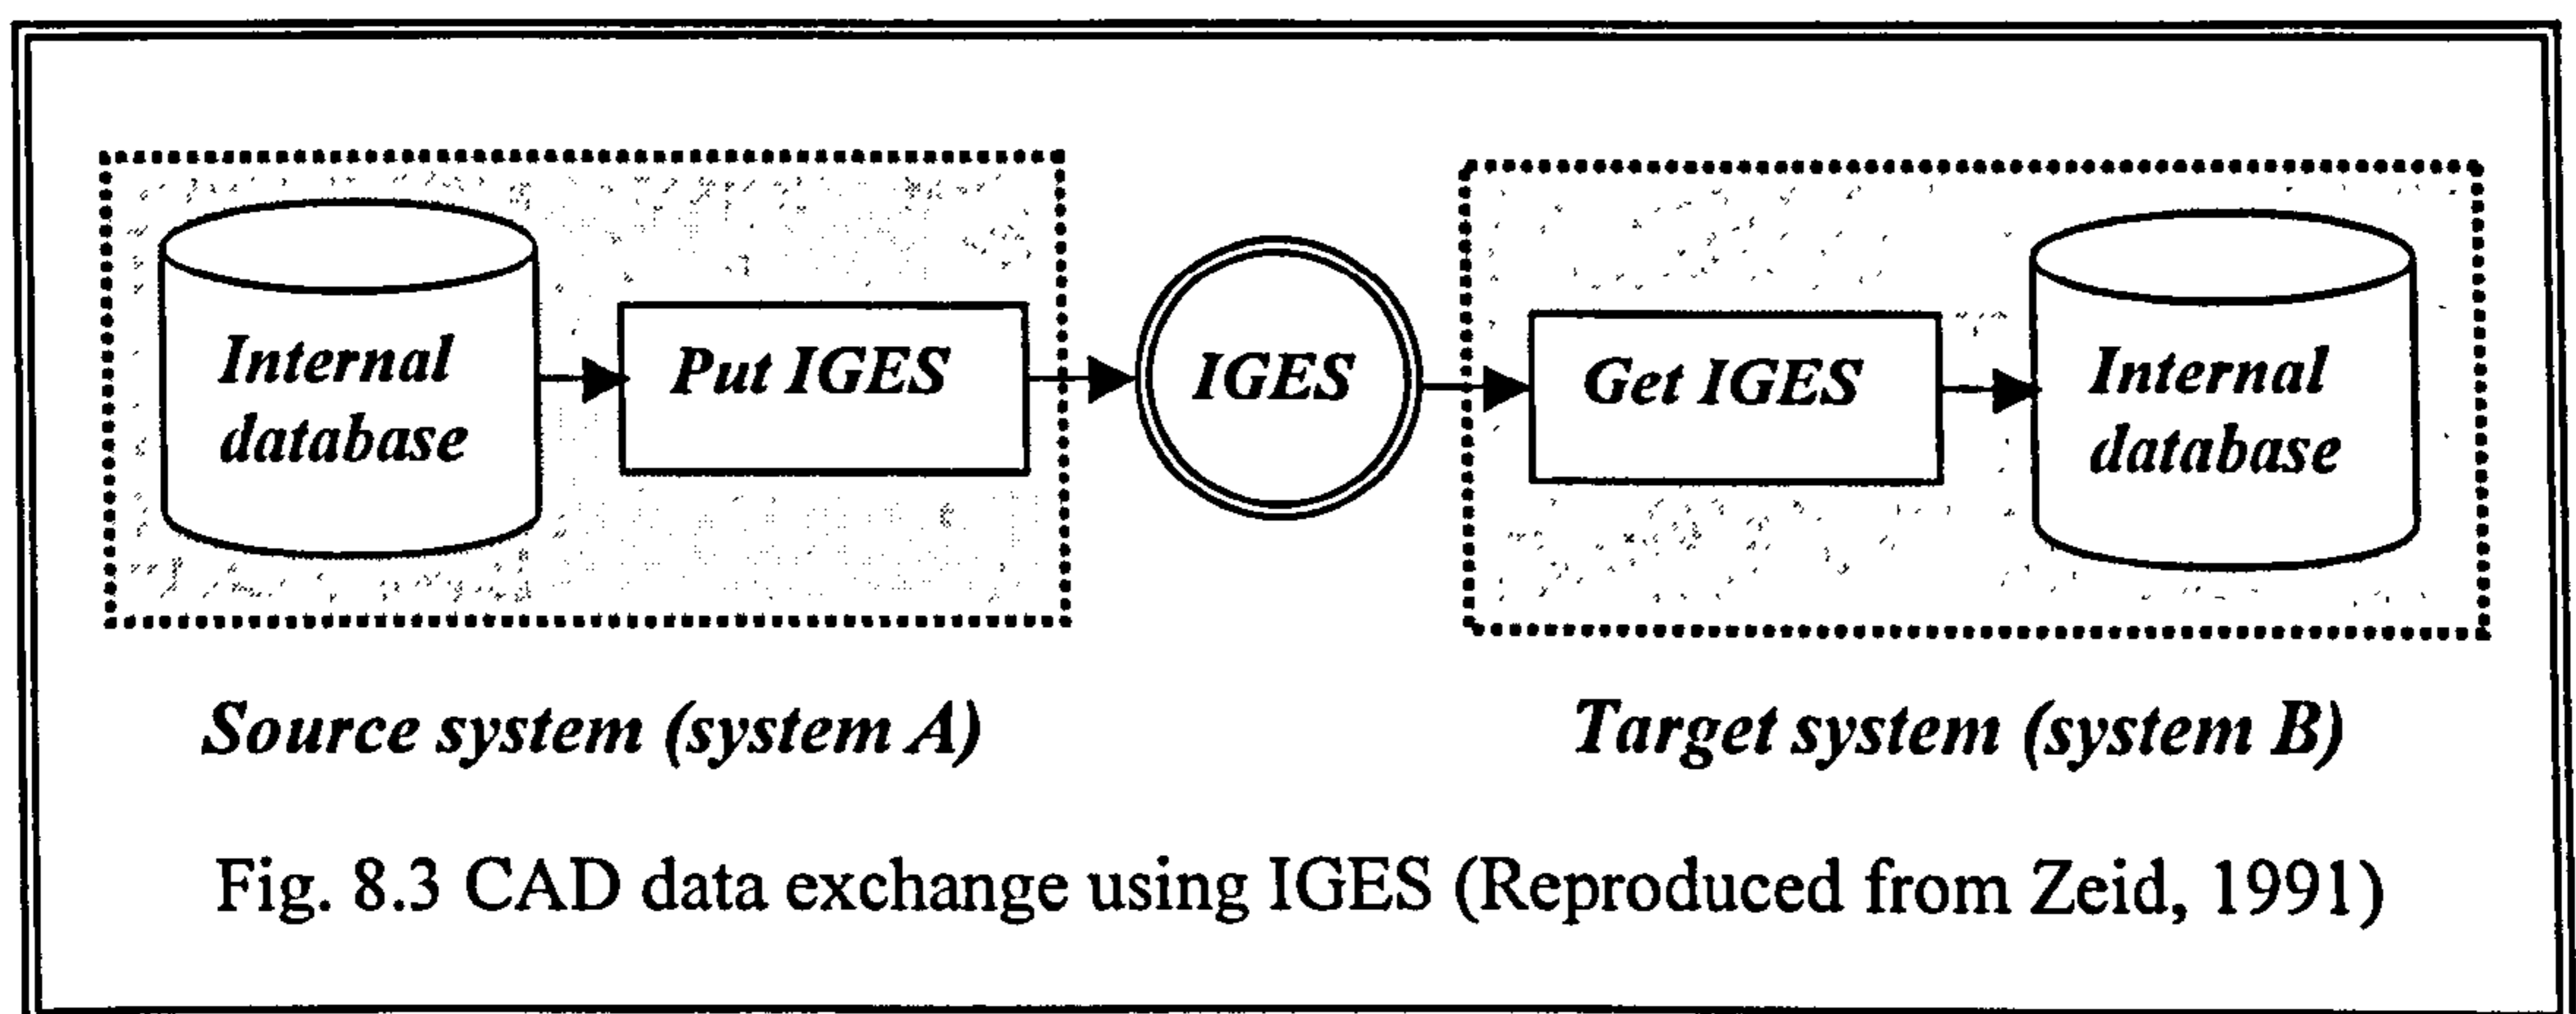 Internal
database
Put IGES
IGES
Get IGES
Internal
database
Source system (system A)
Target system (system B)
Fig. 8.3 CAD data exchange using IGES (Reproduced from Zeid, 1991)